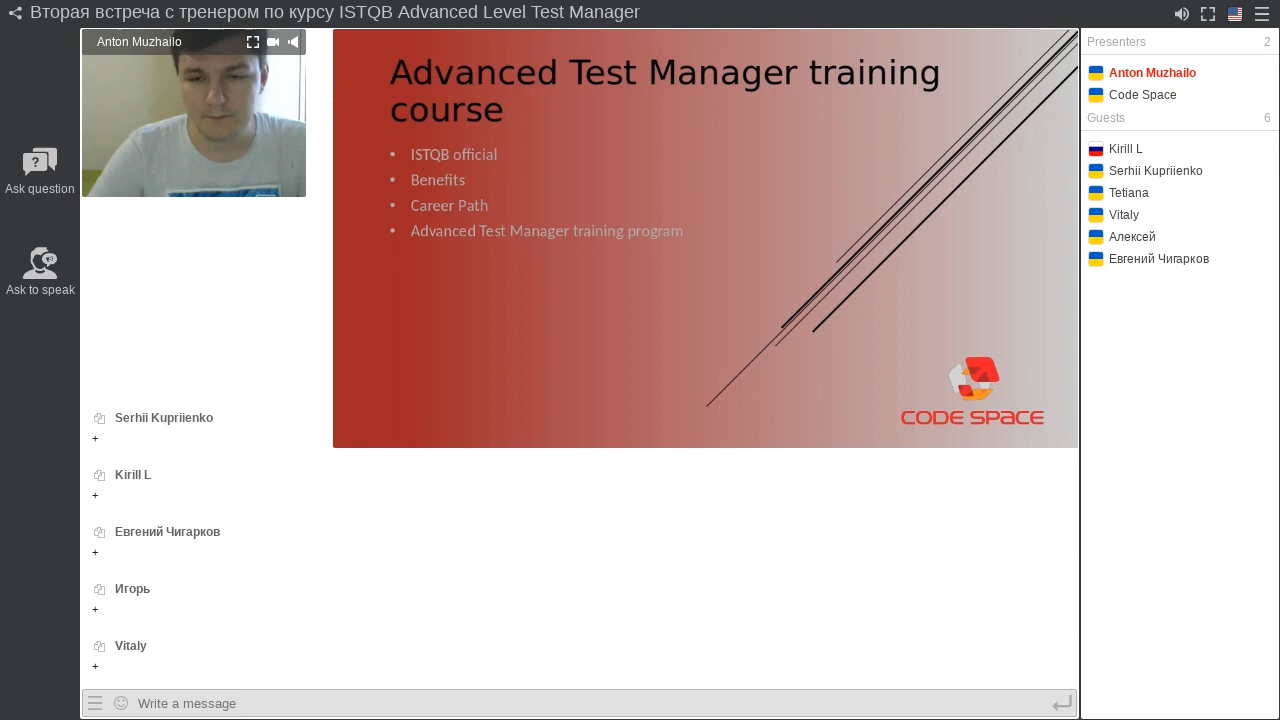 Вторая встреча с тренером по курсу ISTQB Advanced Level Test Manager
Ask question
Ask to speak
Anton Muzhailo
Advanced Test Manager training
course
• ISTQB official
• Benefits
• Career Path
• Advanced Test Manager training program
CODE SPACE
Serhii Kupriienko
+
Kirill L
+
Евгений Чигарков
+
Игорь
+
Vitaly
+
Write a message
Presenters 2
Anton Muzhailo
Code Space
Guests 6
Kirill L
Serhii Kupriienko
Tetiana
Vitaly
Алексей
Евгений Чигарков